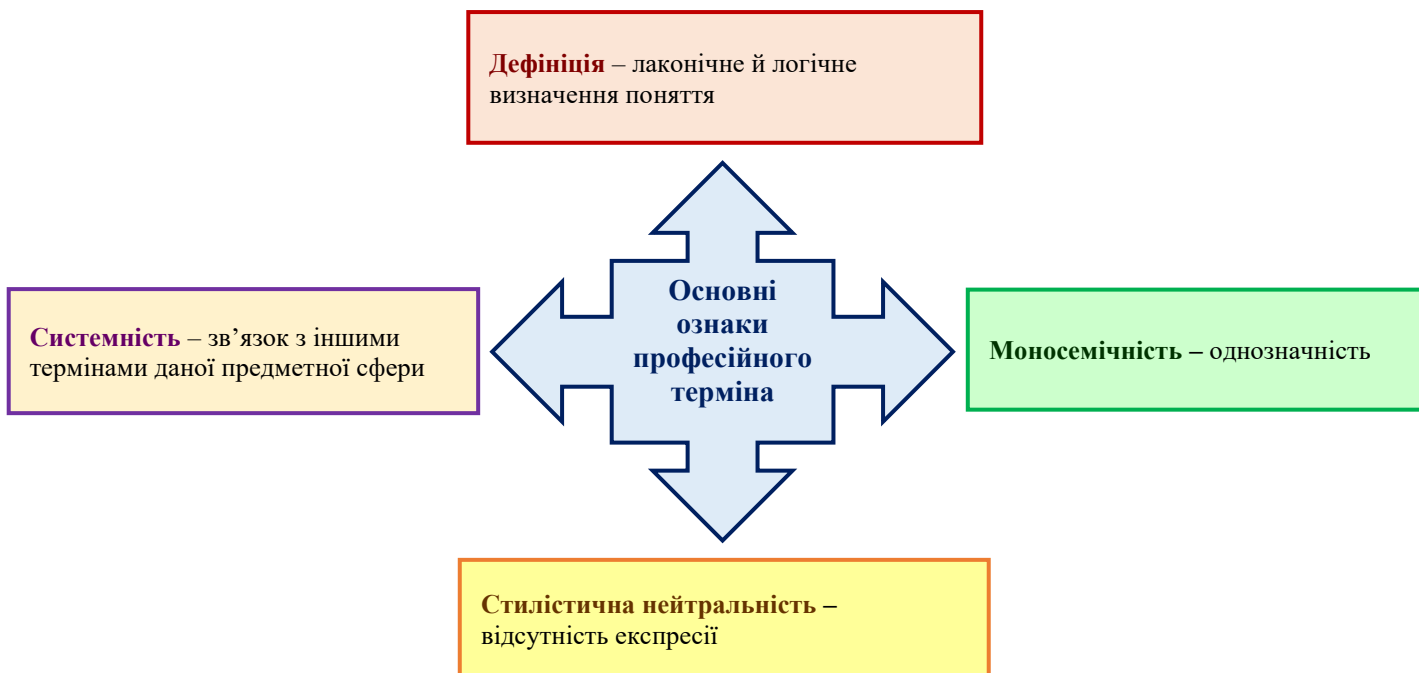 Дефініція – лаконічне й логічне
визначення поняття
Основні
ознаки
професійного
терміна
Системність – зв’язок з іншими
термінами даної предметної сфери
Моносемічність – однозначність
Стилістична нейтральність –
відсутність експресії